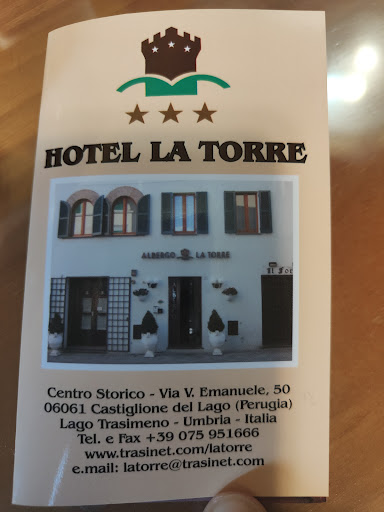 HOTEL LA TORRE
ALBERGO LA TORRE
Centro Storico - Via V. Emanuele, 50
06061 Castiglione del Lago (Perugia)
Lago Trasimeno - Umbria - Italia
Tel. e Fax +39 075 951666
www.trasinet.com/latorre
e.mail: latorre@trasinet.com